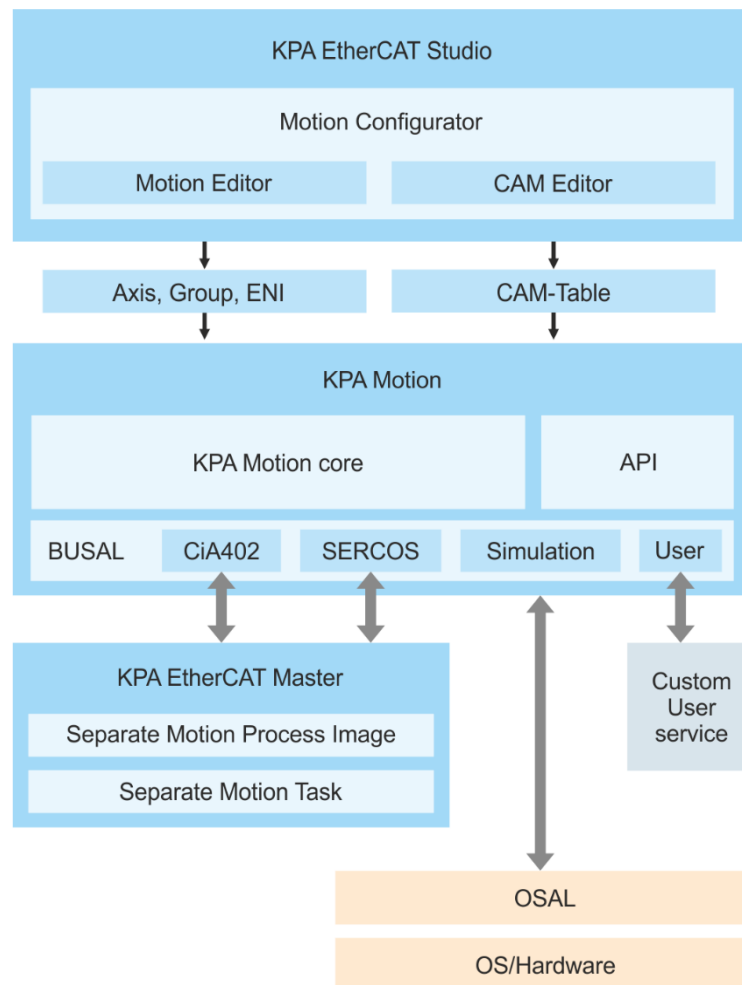 KPA EtherCAT Studio
Motion Configurator
Motion Editor
CAM Editor
Axis, Group, ENI
CAM-Table
KPA Motion
KPA Motion core
API
BUSAL
CiA402
SERCOS
Simulation
User
KPA EtherCAT Master
Separate Motion Process Image
Separate Motion Task
Custom
User
service
OSAL
OS/Hardware